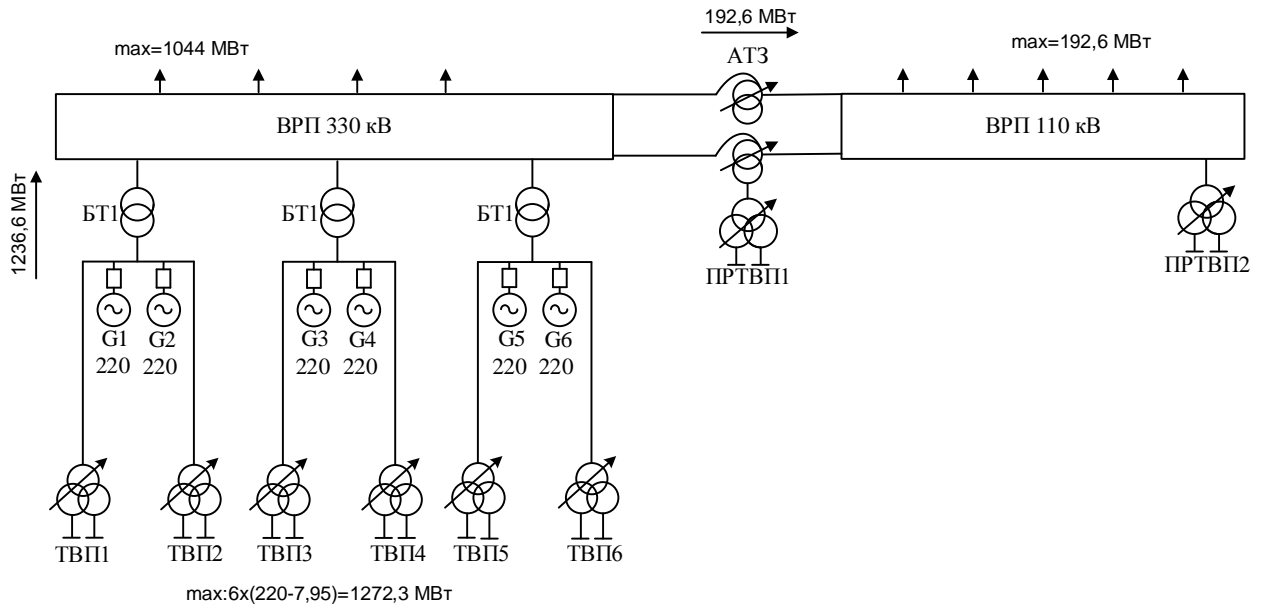 192,6 МВт
max=1044 МВт
АТЗ
max=192,6 МВт
ВРП 330 кВ
ВРП 110 кВ
1236,6 МВт
БТ1
БТ1
БТ1
G1
G2
G3
G4
G5
G6
220
220
220
220
220
220
ПРТВП1
ПРТВП2
ТВП1
ТВП2
ТВП3
ТВП4
ТВП5
ТВП6
max:6x(220-7,95)=1272,3 МВт